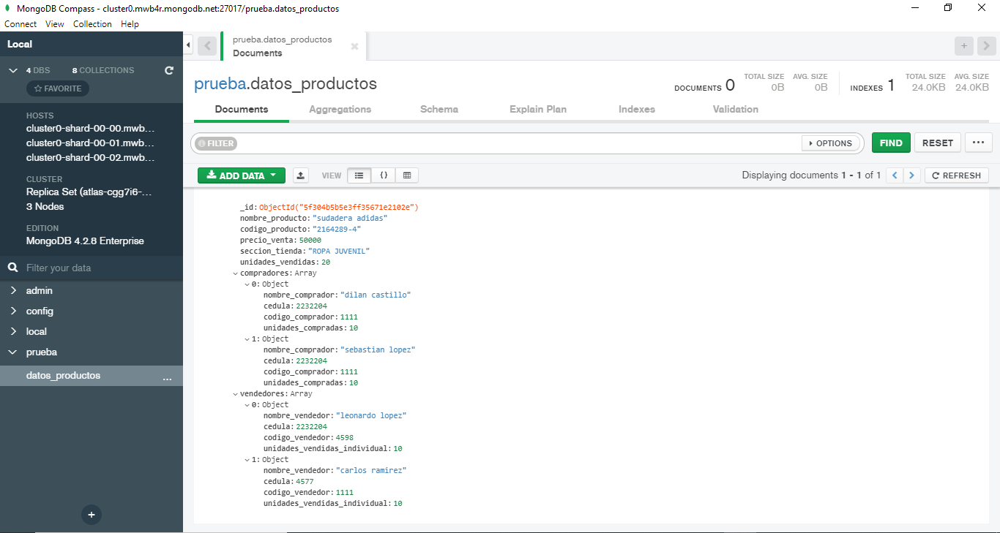 MongoDB Compass - cluster0.mwb4r.mongodb.net:27017/prueba.datos_productos
Connect View Collection Help
Local
4 DBS 8 COLLECTIONS
FAVORITE
HOSTS
cluster0-shard-00-00.mwb...
cluster0-shard-00-01.mwb...
cluster0-shard-00-02.mwb...
CLUSTER
Replica Set (atlas-cgg7i6-...
3 Nodes
EDITION
MongoDB 4.2.8 Enterprise
Filter your data
admin
config
local
prueba
datos_productos ...
prueba.datos_productos
Documents
prueba.datos_productos
DOCUMENTS 0 TOTAL SIZE 0B AVG. SIZE 0B INDEXES 1 TOTAL SIZE 24.0KB AVG. SIZE 24.0KB
Documents Aggregations Schema Explain Plan Indexes Validation
FILTER OPTIONS FIND RESET ...
ADD DATA VIEW {} Displaying documents 1 - 1 of 1 < > REFRESH
_id: ObjectId("5f304b5b5e3ff35671e2102e")
nombre_producto: "sudadera adidas"
codigo_producto: "2164289-4"
precio_venta: 50000
seccion_tienda: "ROPA JUVENIL"
unidades_vendidas: 20
compradores: Array
0: Object
nombre_comprador: "dilan castillo"
cedula: 2232204
codigo_comprador: 1111
unidades_compradas: 10
1: Object
nombre_comprador: "sebastian lopez"
cedula: 2232204
codigo_comprador: 1111
unidades_compradas: 10
vendedores: Array
0: Object
nombre_vendedor: "leonardo lopez"
cedula: 2232204
codigo_vendedor: 4598
unidades_vendidas_individual: 10
1: Object
nombre_vendedor: "carlos ramirez"
cedula: 4577
codigo_vendedor: 1111
unidades_vendidas_individual: 10